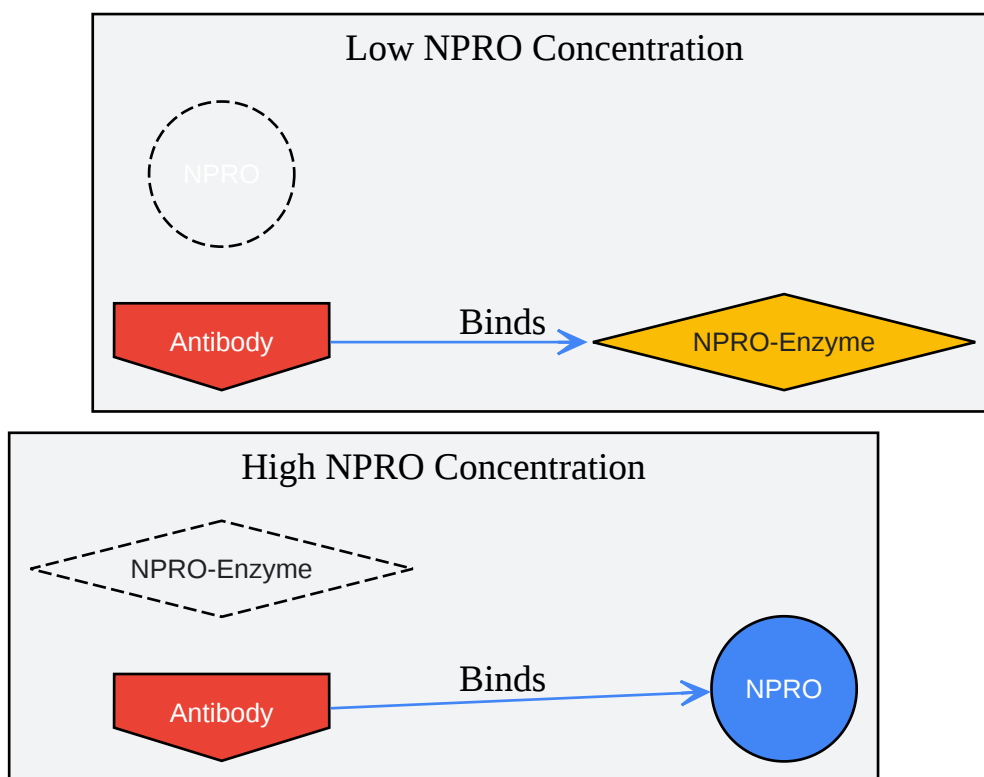 Low NPRO Concentration
NPRO
Antibody
Binds
NPRO-Enzyme
High NPRO Concentration
NPRO-Enzyme
Antibody
Binds
NPRO